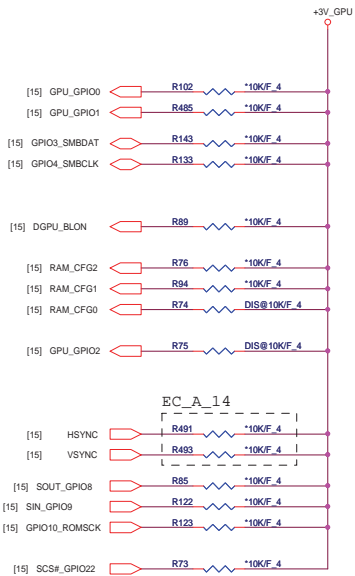 +3V_GPU
[15] GPU_GPIO0 R102 *10K/F_4
[15] GPU_GPIO1 R485 *10K/F_4
[15] GPIO3_SMBDAT R143 *10K/F_4
[15] GPIO4_SMBCLK R133 *10K/F_4
[15] DGPU_BLON R89 *10K/F_4
[15] RAM_CFG2 R76 *10K/F_4
[15] RAM_CFG1 R94 *10K/F_4
[15] RAM_CFG0 R74 DIS@10K/F_4
[15] GPU_GPIO2 R75 DIS@10K/F_4
EC_A_14
[15] HSYNC R491 *10K/F_4
[15] VSYNC R493 *10K/F_4
[15] SOUT_GPIO8 R85 *10K/F_4
[15] SIN_GPIO9 R122 *10K/F_4
[15] GPIO10_ROMSCK R123 *10K/F_4
[15] SCS#_GPIO22 R73 *10K/F_4